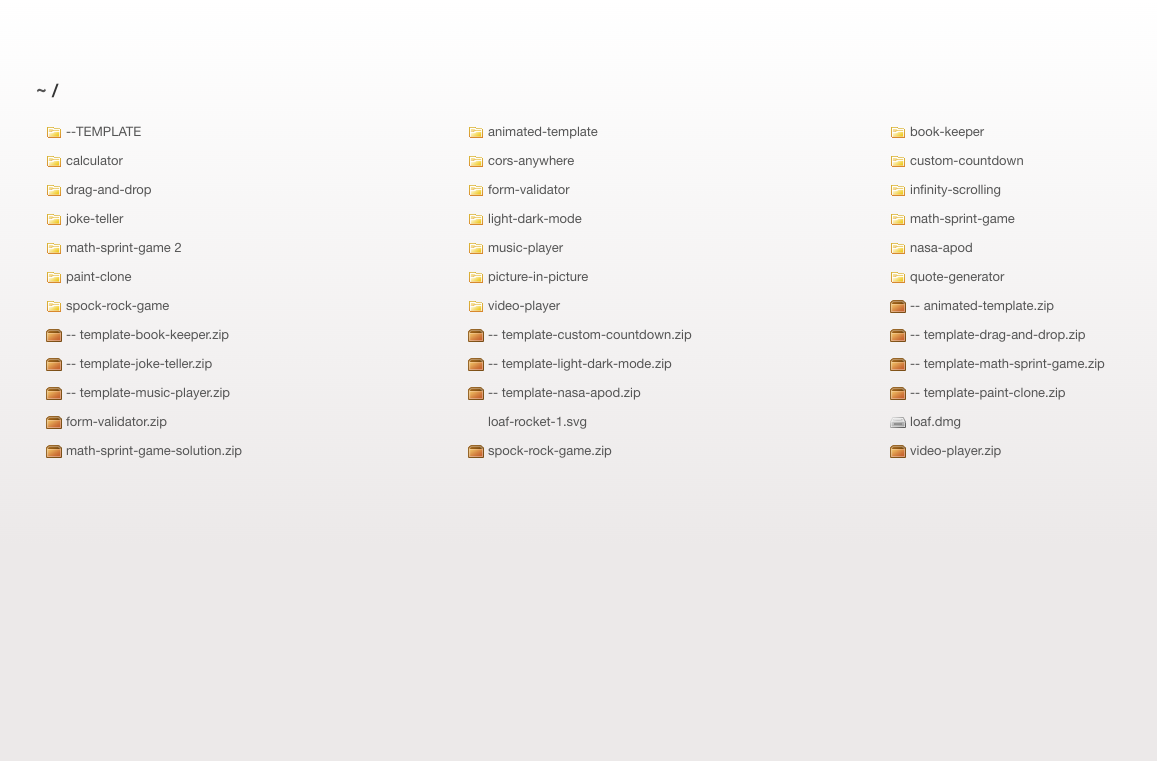 ~ /
--TEMPLATE animated-template book-keeper
calculator cors-anywhere custom-countdown
drag-and-drop form-validator infinity-scrolling
joke-teller light-dark-mode math-sprint-game
math-sprint-game 2 music-player nasa-apod
paint-clone picture-in-picture quote-generator
spock-rock-game video-player -- animated-template.zip
-- template-book-keeper.zip -- template-custom-countdown.zip -- template-drag-and-drop.zip
-- template-joke-teller.zip -- template-light-dark-mode.zip -- template-math-sprint-game.zip
-- template-music-player.zip -- template-nasa-apod.zip -- template-paint-clone.zip
form-validator.zip loaf-rocket-1.svg loaf.dmg
math-sprint-game-solution.zip spock-rock-game.zip video-player.zip